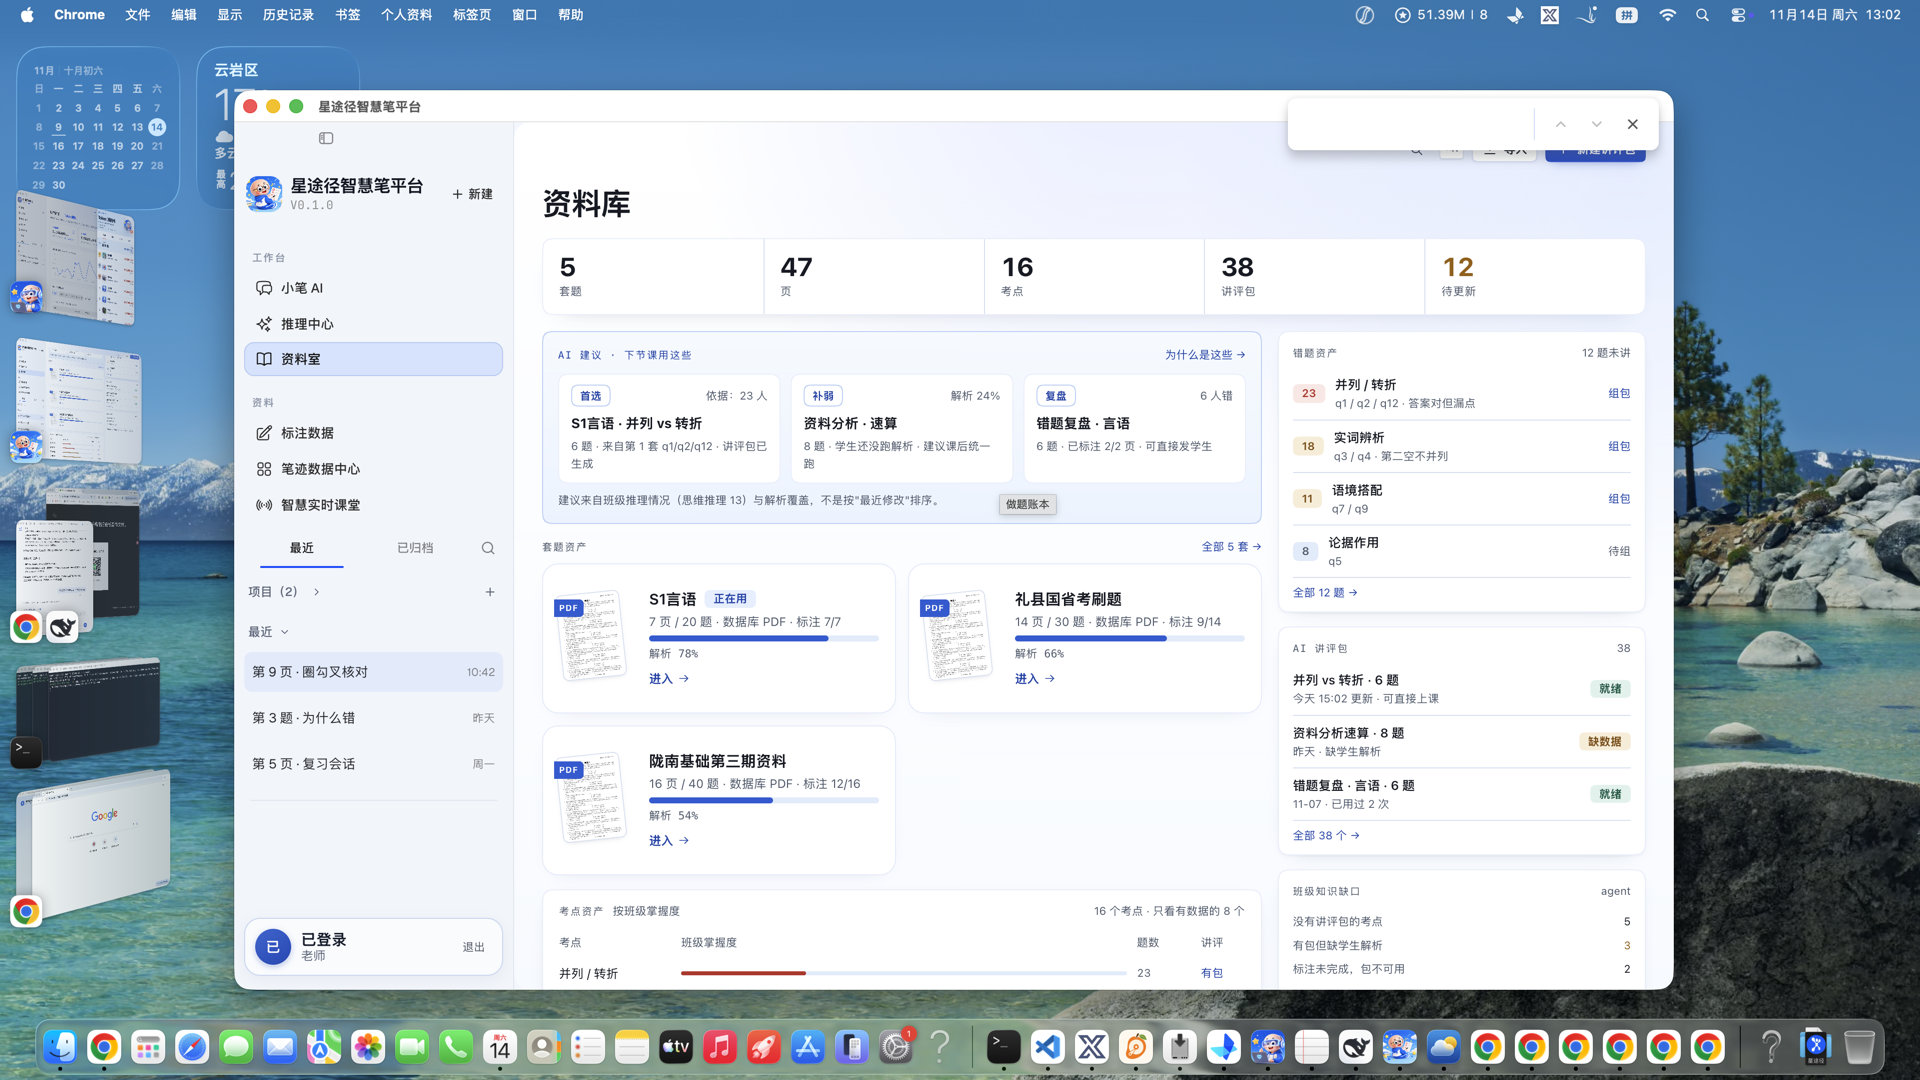 Chrome 文件 编辑 显示 历史记录 书签 个人资料 标签页 窗口 帮助
51.39M | 8 拼 11月14日 周六 13:02
11月 十月初六
日 一 二 三 四 五 六
1 2 3 4 5 6 7
8 9 10 11 12 13 14
15 16 17 18 19 20 21
22 23 24 25 26 27 28
29 30
云岩区
多云
最高
星途径智慧笔平台
星途径智慧笔平台
V0.1.0
+ 新建
工作台
小笔 AI
推理中心
资料室
资料
标注数据
笔迹数据中心
智慧实时课堂
最近 已归档
项目（2） >
最近
第 9 页 · 圈勾叉核对 10:42
第 3 题 · 为什么错 昨天
第 5 页 · 复习会话 周一
已
已登录
老师
退出
导入
+ 新建讲评包
资料库
5
套题
47
页
16
考点
38
讲评包
12
待更新
AI 建议 · 下节课用这些
为什么是这些 →
首选 依据：23 人
S1言语 · 并列 vs 转折
6 题 · 来自第 1 套 q1/q2/q12 · 讲评包已
生成
补弱 解析 24%
资料分析 · 速算
8 题 · 学生还没跑解析 · 建议课后统一
跑
复盘 6 人错
错题复盘 · 言语
6 题 · 已标注 2/2 页 · 可直接发学生
建议来自班级推理情况（思维推理 13）与解析覆盖，不是按"最近修改"排序。
做题账本
套题资产
全部 5 套 →
PDF
S1言语 正在用
7 页 / 20 题 · 数据库 PDF · 标注 7/7
解析 78%
进入 →
PDF
礼县国省考刷题
14 页 / 30 题 · 数据库 PDF · 标注 9/14
解析 66%
进入 →
PDF
陇南基础第三期资料
16 页 / 40 题 · 数据库 PDF · 标注 12/16
解析 54%
进入 →
考点资产 按班级掌握度
16 个考点 · 只看有数据的 8 个
考点 班级掌握度 题数 讲评
并列 / 转折 23 有包
错题资产 12 题未讲
23 并列 / 转折 组包
q1 / q2 / q12 · 答案对但漏点
18 实词辨析 组包
q3 / q4 · 第二空不并列
11 语境搭配 组包
q7 / q9
8 论据作用 待组
q5
全部 12 题 →
AI 讲评包 38
并列 vs 转折 · 6 题
今天 15:02 更新 · 可直接上课
就绪
资料分析速算 · 8 题
昨天 · 缺学生解析
缺数据
错题复盘 · 言语 · 6 题
11-07 · 已用过 2 次
就绪
全部 38 个 →
班级知识缺口 agent
没有讲评包的考点 5
有包但缺学生解析 3
标注未完成，包不可用 2
Google
周六
14
tv
1